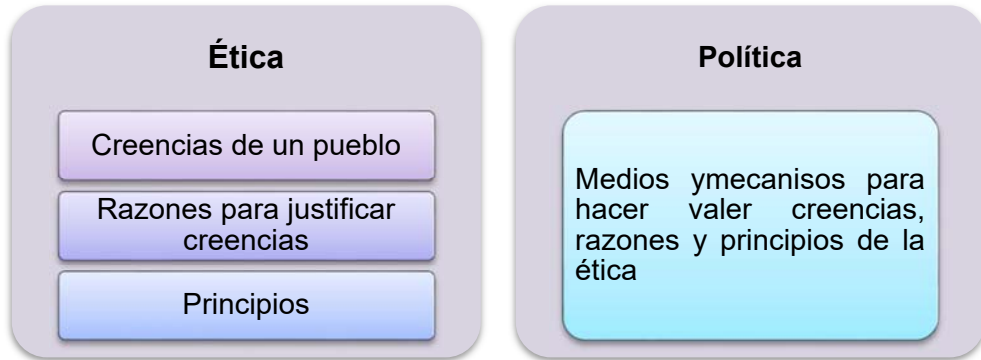 Ética
Creencias de un pueblo
Razones para justificar
creencias
Principios
Política
Medios ymecanisos para
hacer valer creencias,
razones y principios de la
ética